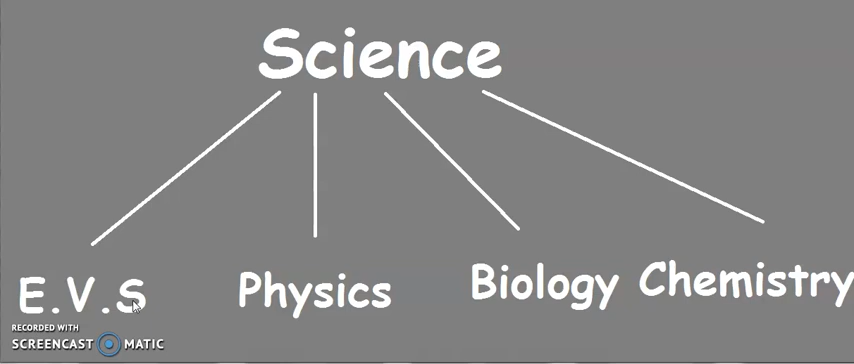 Science
E.V.S Physics Biology Chemistry
RECORDED WITH
SCREENCAST MATIC